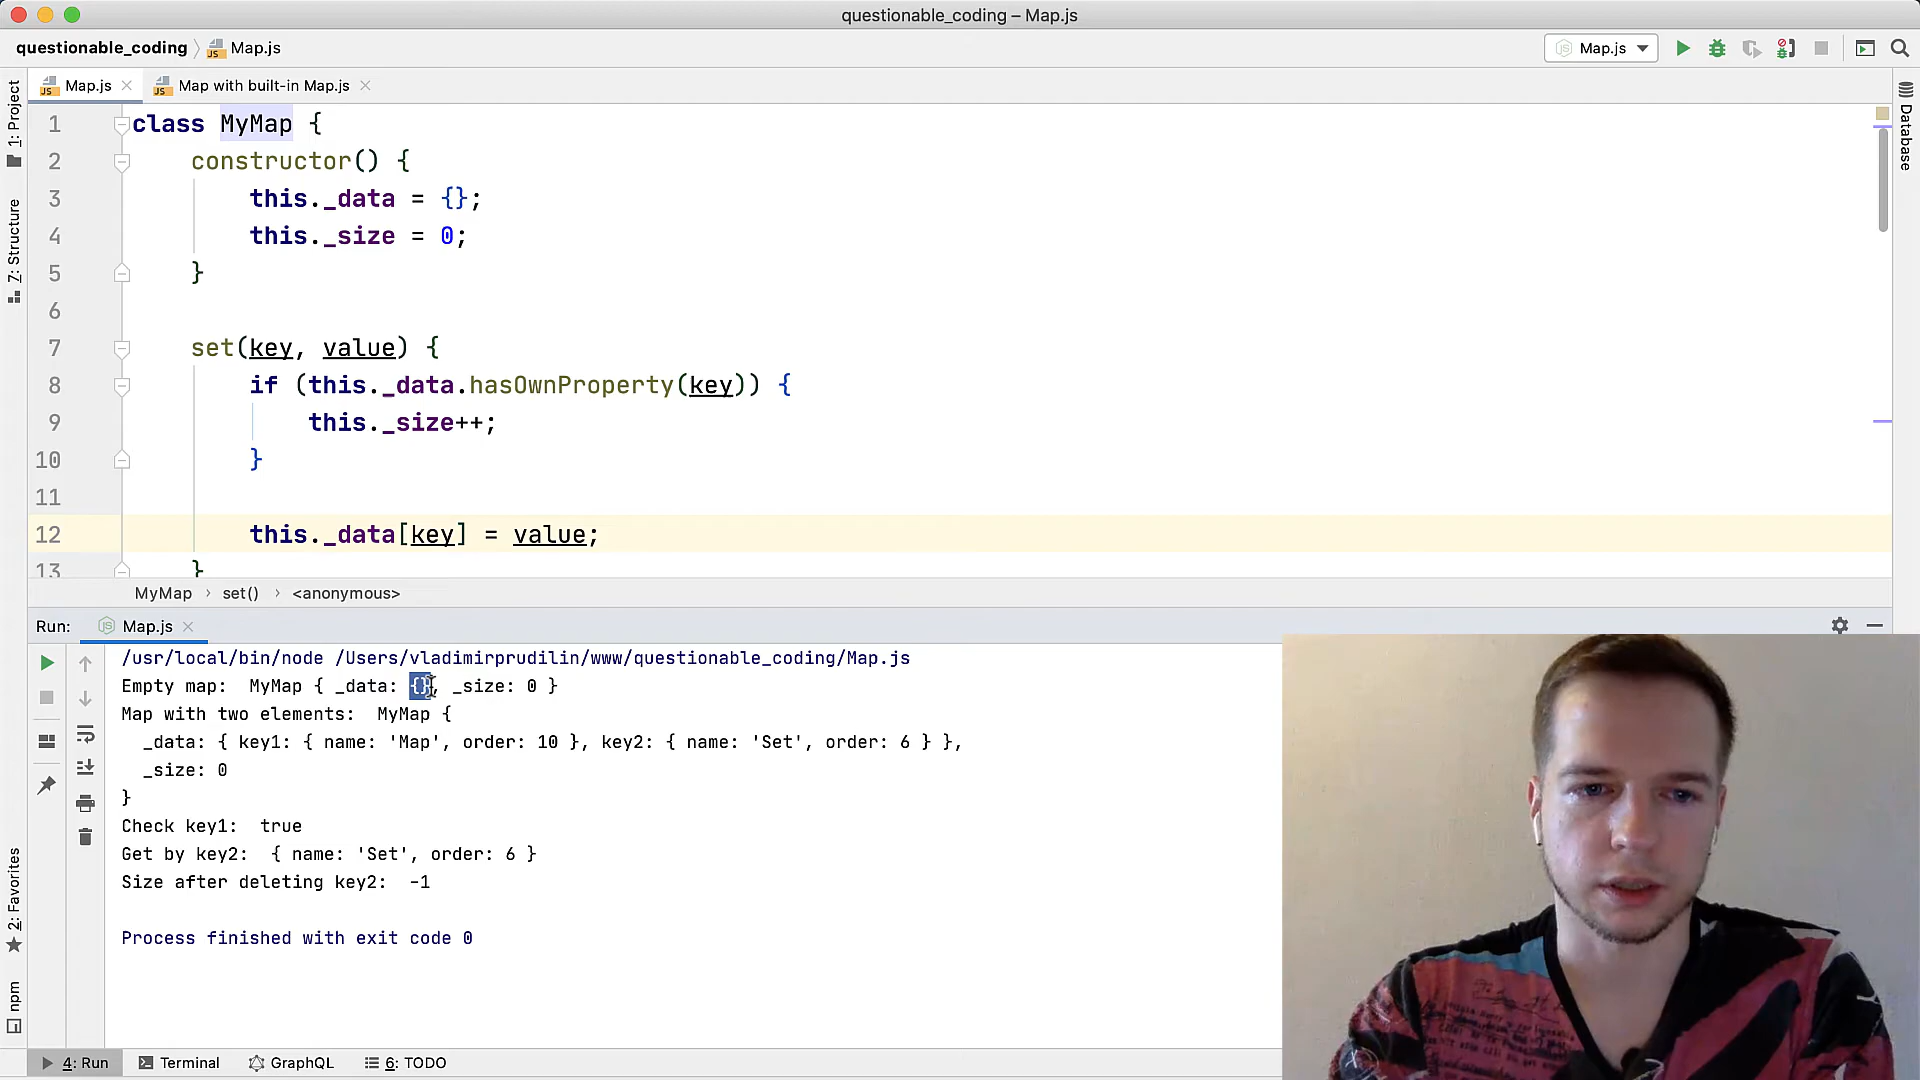 questionable_coding – Map.js
questionable_coding
Map.js
Map.js
Map.js
Map with built-in Map.js
1: Project
Z: Structure
2: Favorites
npm
Database
1 class MyMap {
2 constructor() {
3 this._data = {};
4 this._size = 0;
5 }
6
7 set(key, value) {
8 if (this._data.hasOwnProperty(key)) {
9 this._size++;
10 }
11
12 this._data[key] = value;
13 }
MyMap › set() › <anonymous>
Run: Map.js
/usr/local/bin/node /Users/vladimirprudilin/www/questionable_coding/Map.js
Empty map:  MyMap { _data: {}, _size: 0 }
Map with two elements:  MyMap {
_data: { key1: { name: 'Map', order: 10 }, key2: { name: 'Set', order: 6 } },
_size: 0
}
Check key1:  true
Get by key2:  { name: 'Set', order: 6 }
Size after deleting key2:  -1
Process finished with exit code 0
4: Run
Terminal
GraphQL
6: TODO